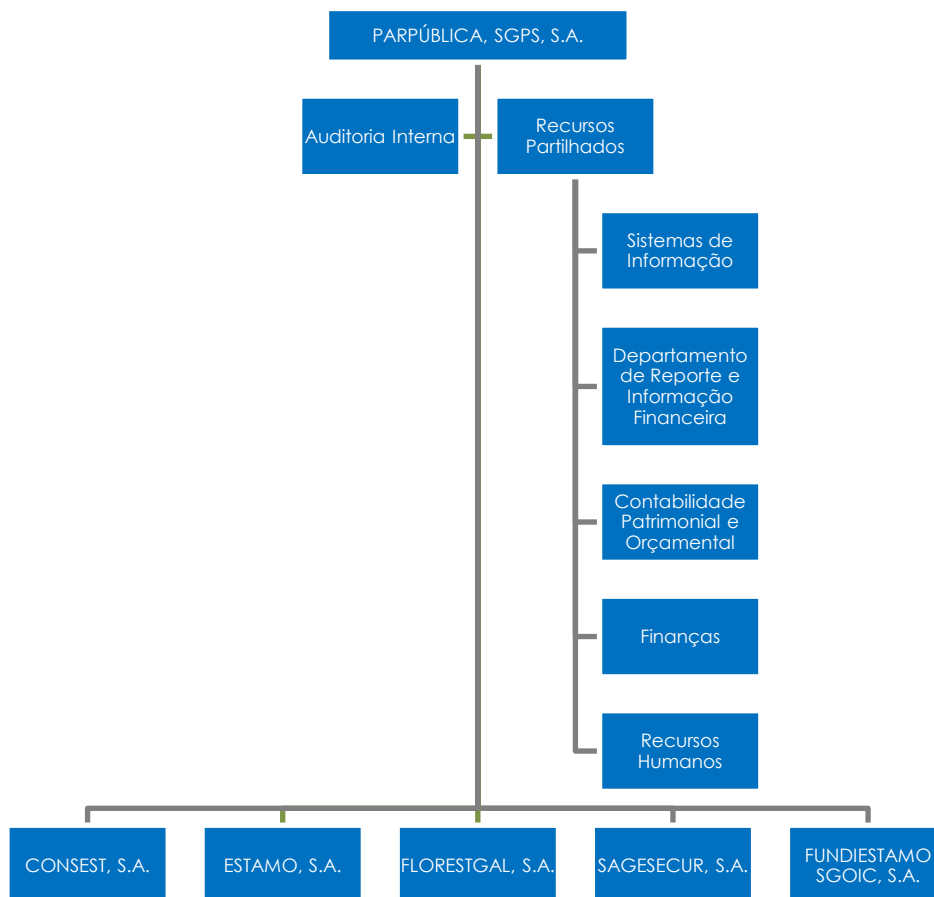 PARPÚBLICA, SGPS, S.A.
Auditoria Interna
Recursos
Partilhados
Sistemas de
Informação
Departamento
de Reporte e
Informação
Financeira
Contabilidade
Patrimonial e
Orçamental
Finanças
Recursos
Humanos
CONSEST, S.A.
ESTAMO, S.A.
FLORESTGAL, S.A.
SAGESECUR, S.A.
FUNDIESTAMO
SGOIC, S.A.